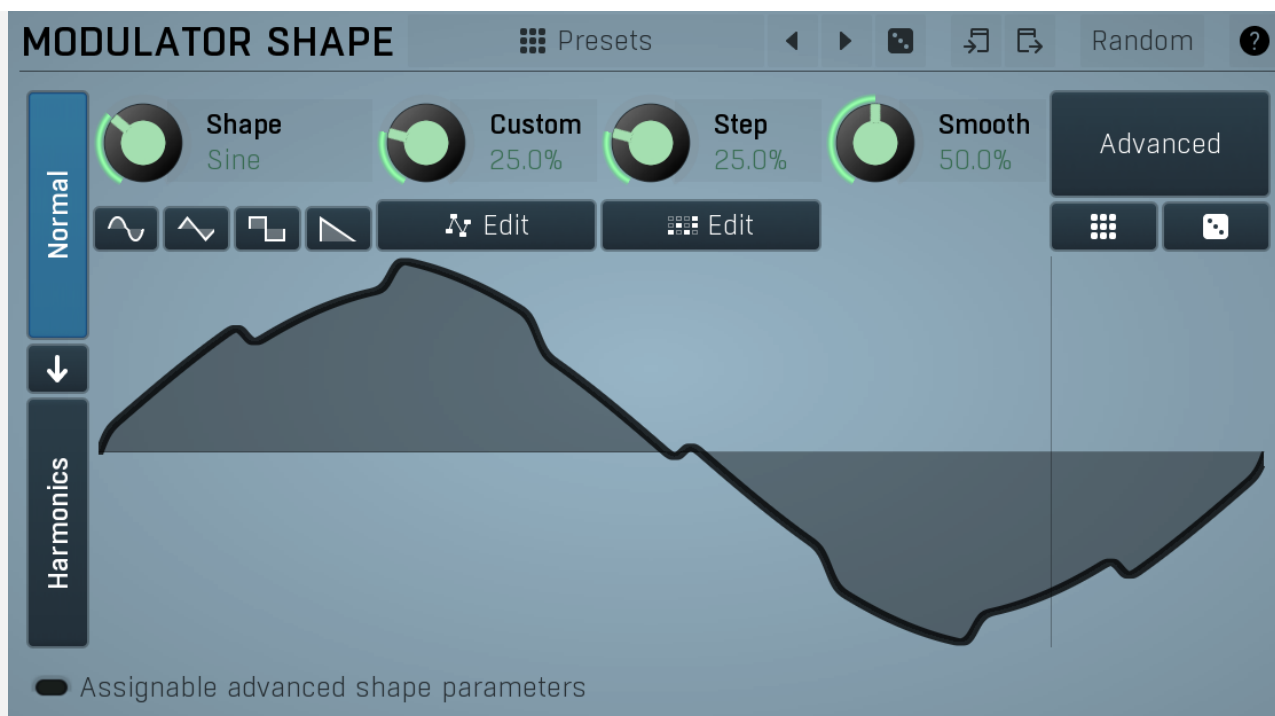 MODULATOR SHAPE
Presets
Random
?
Normal
Shape
Sine
Custom
25.0%
Step
25.0%
Smooth
50.0%
Advanced
Edit
Edit
Harmonics
Assignable advanced shape parameters